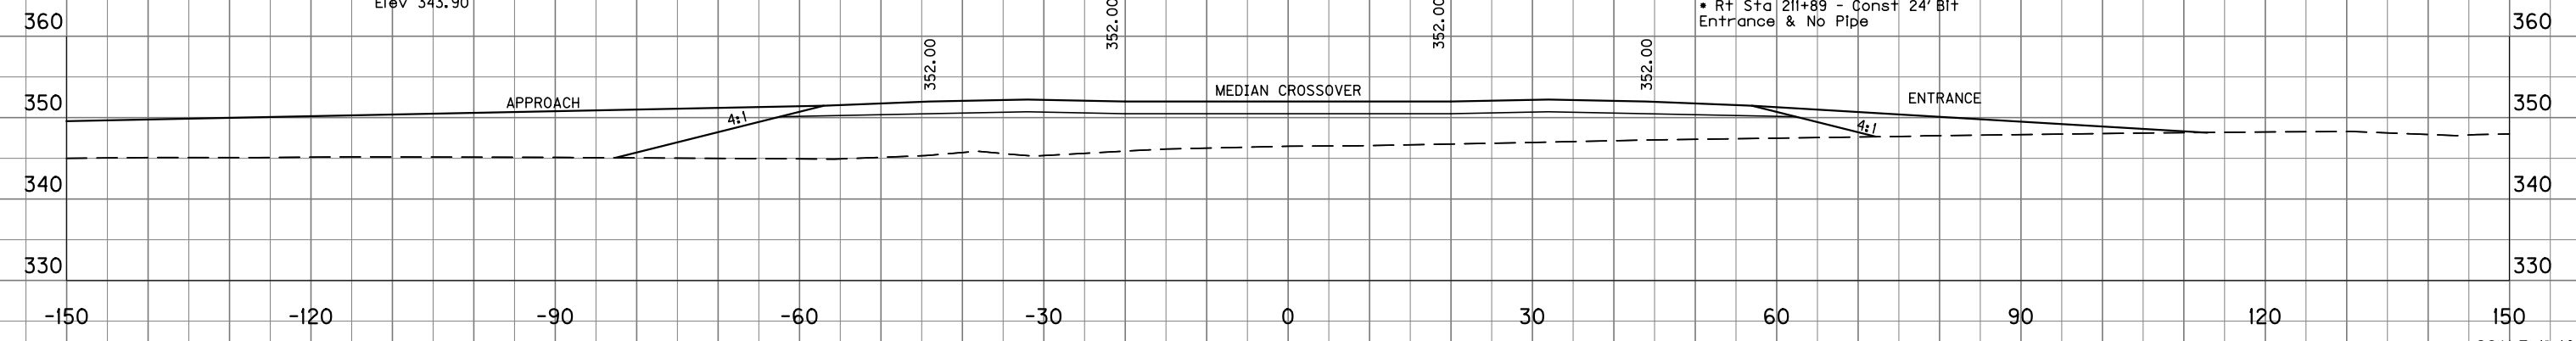 Elev 343.90
* Rt Sta 211+89 - Const 24' Bit
Entrance & No Pipe
360
360
352.00
352.00
352.00
352.00
350
APPROACH
MEDIAN CROSSOVER
ENTRANCE
350
4:1
4:1
340
340
330
330
-150 -120 -90 -60 -30 0 30 60 90 120 150